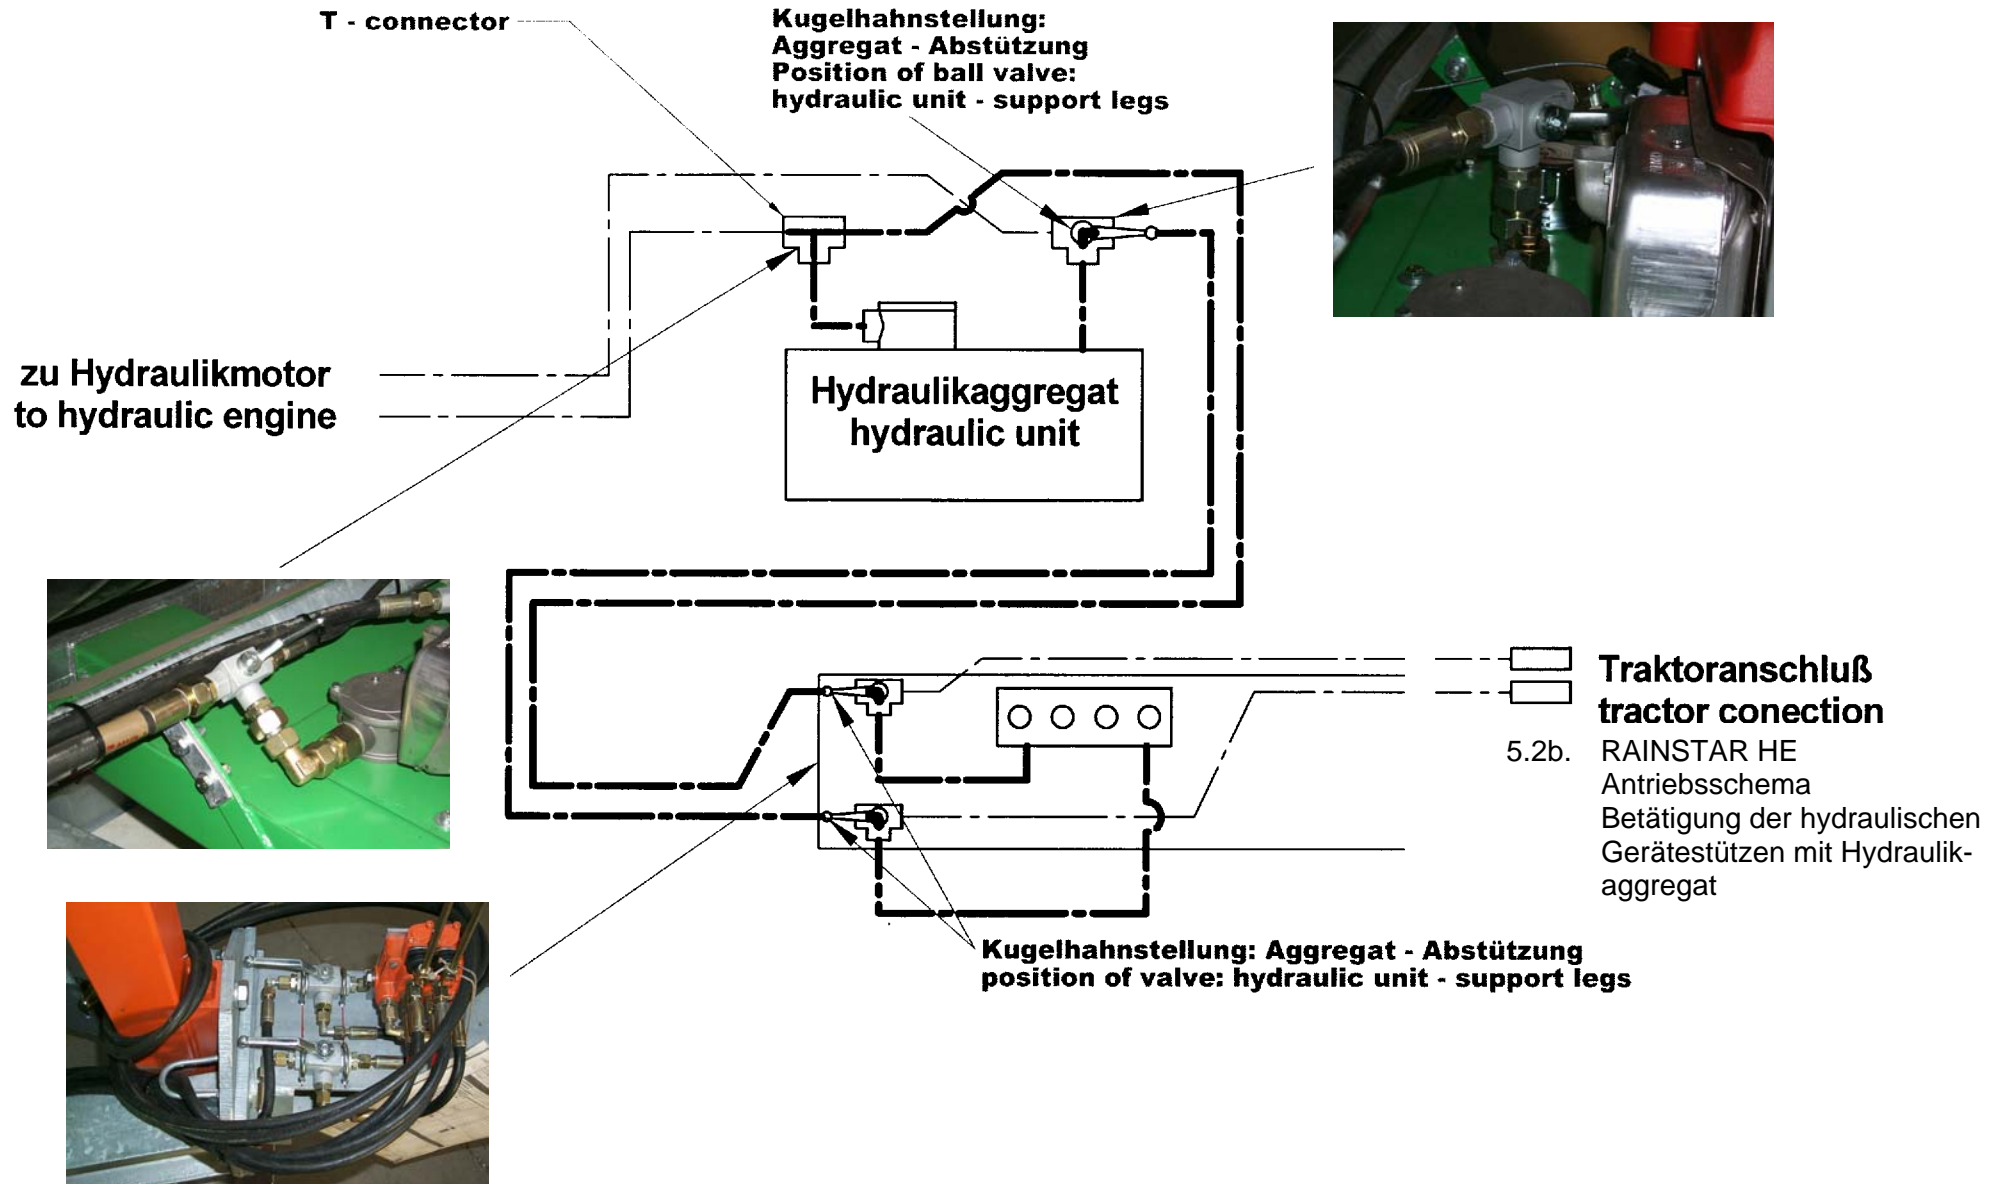 T - connector
Kugelhahnstellung:
Aggregat - Abstützung
Position of ball valve:
hydraulic unit - support legs
zu Hydraulikmotor
to hydraulic engine
Hydraulikaggregat
hydraulic unit
Traktoranschluß
tractor conection
5.2b. RAINSTAR HE
Antriebsschema
Betätigung der hydraulischen
Gerätestützen mit Hydraulik-
aggregat
Kugelhahnstellung: Aggregat - Abstützung
position of valve: hydraulic unit - support legs